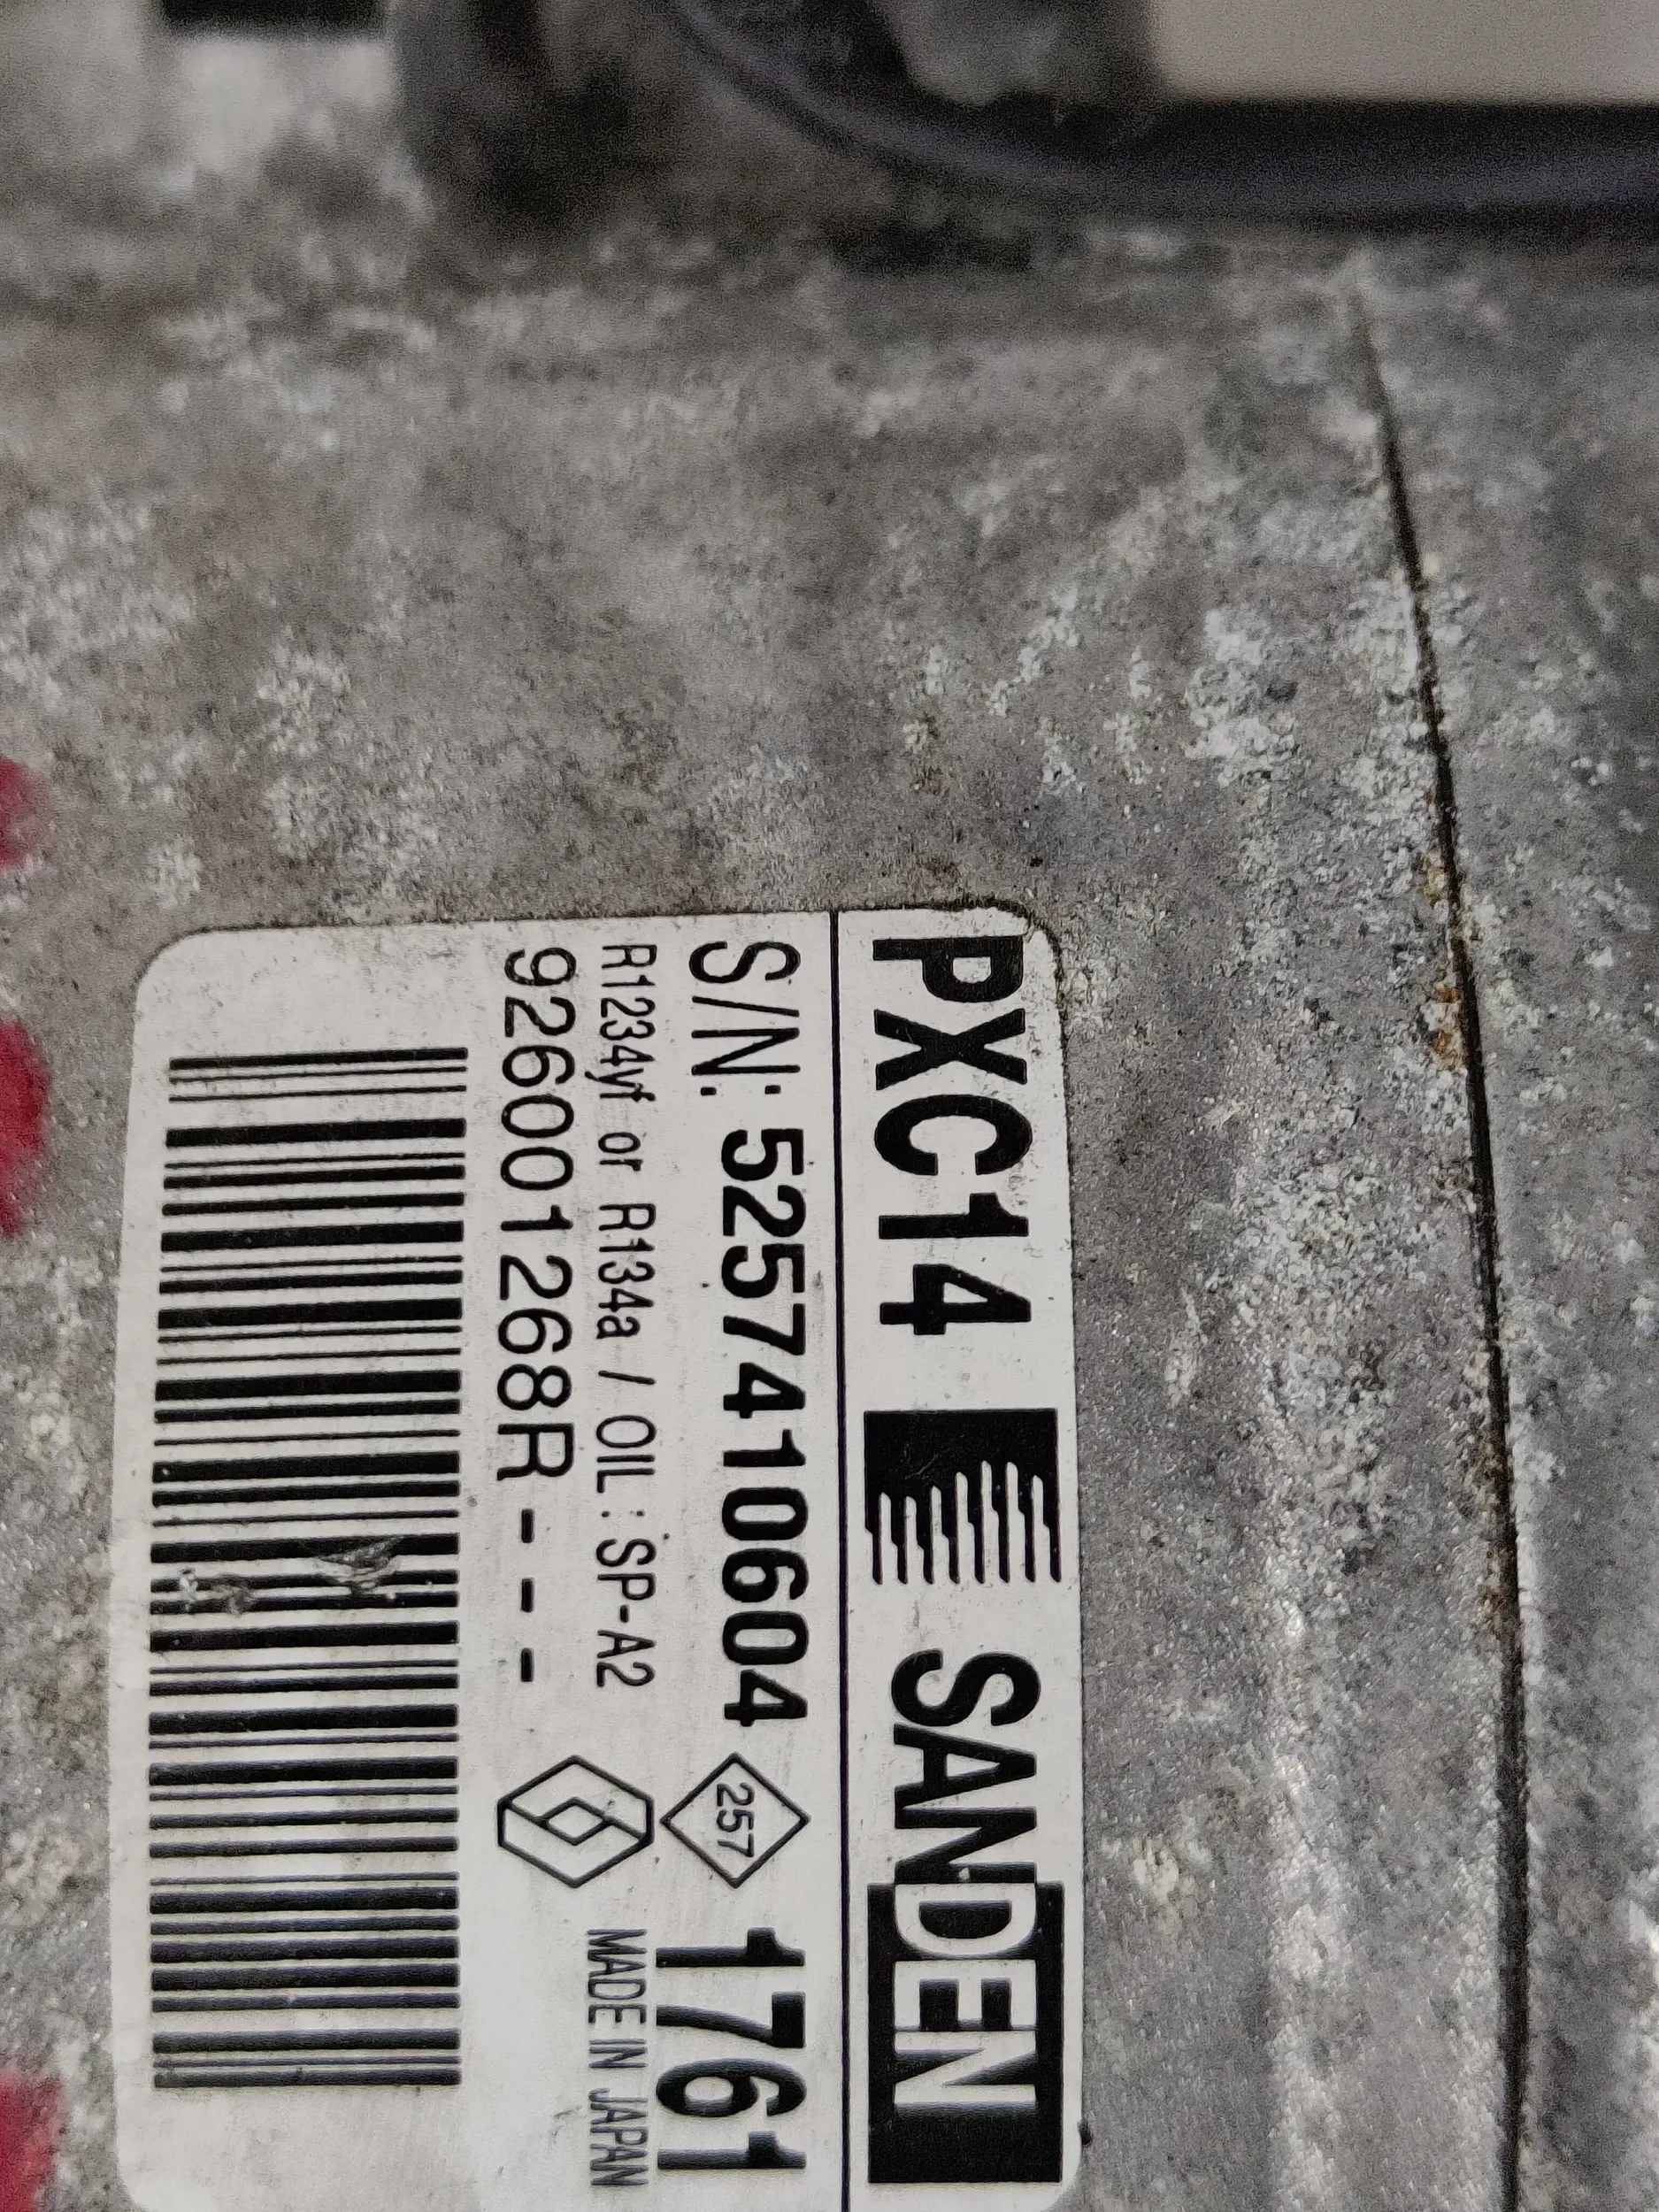 PXC14 SANDEN
S/N: 5257410604 257 1761
R1234yf or R134a / OIL : SP-A2 MADE IN JAPAN
926001268R---